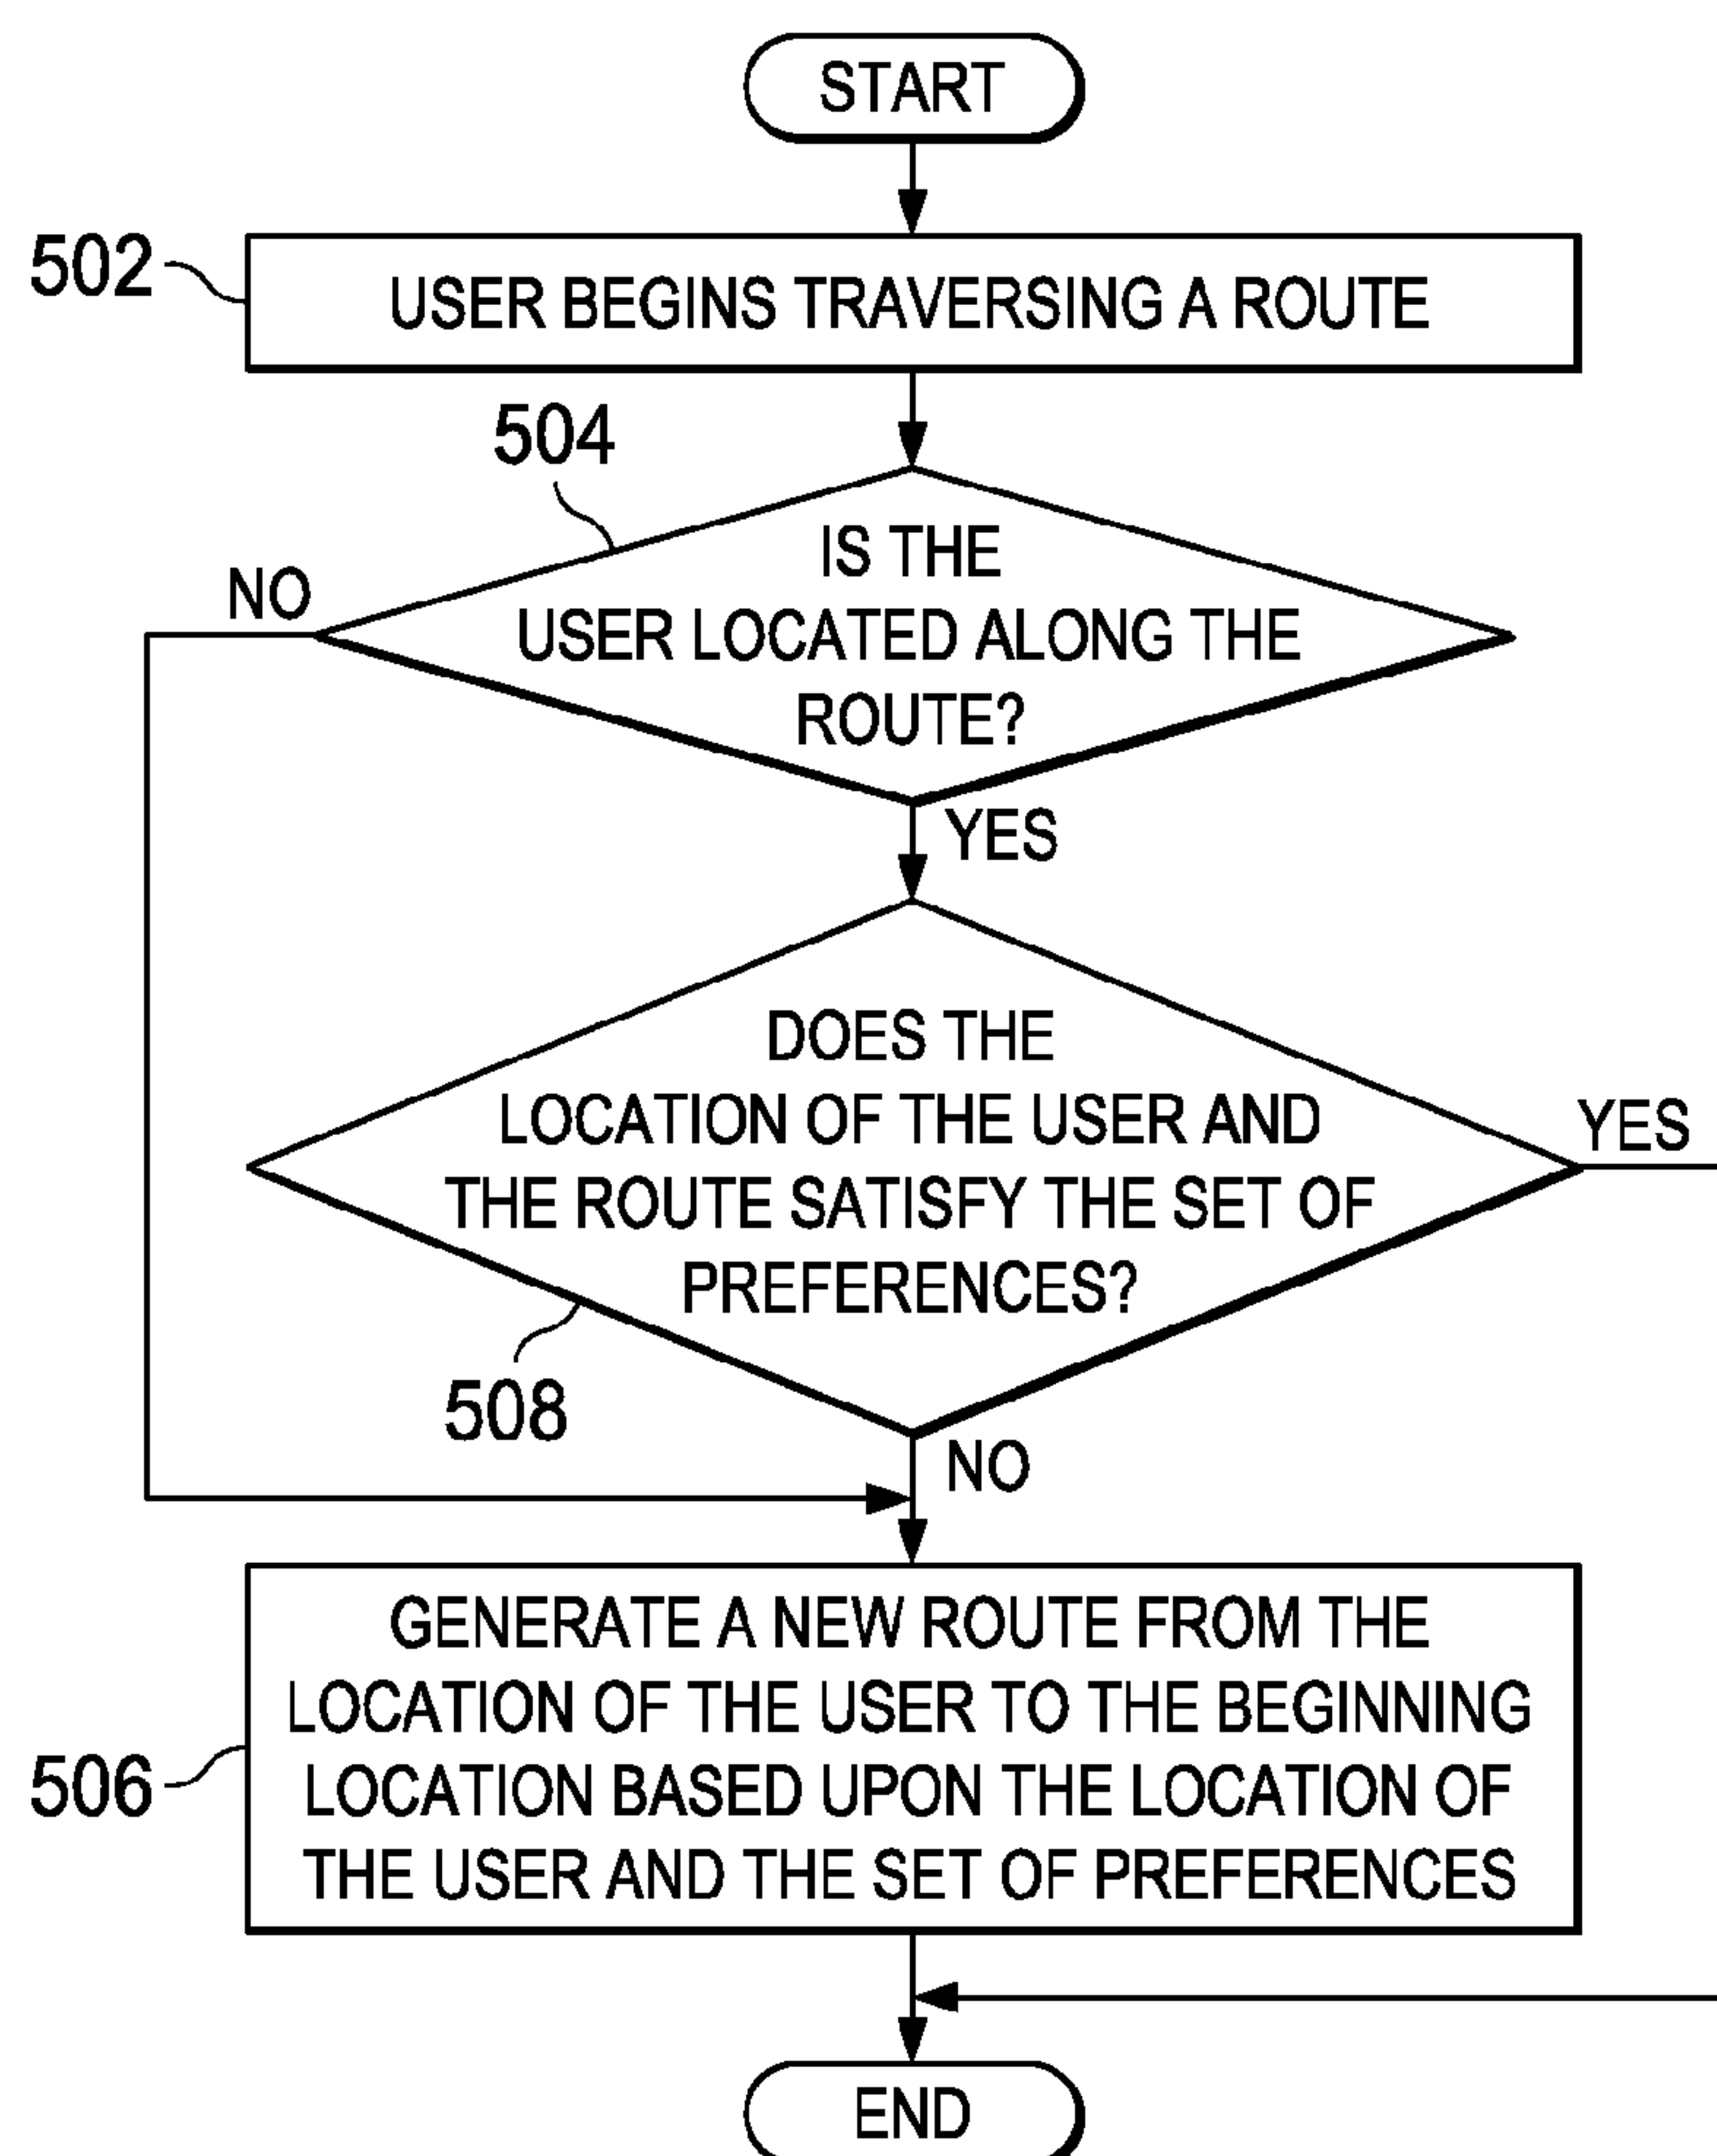 START
502
USER BEGINS TRAVERSING A ROUTE
504
IS THE
USER LOCATED ALONG THE
ROUTE?
NO
YES
DOES THE
LOCATION OF THE USER AND
THE ROUTE SATISFY THE SET OF
PREFERENCES?
YES
508
NO
GENERATE A NEW ROUTE FROM THE
LOCATION OF THE USER TO THE BEGINNING
LOCATION BASED UPON THE LOCATION OF
THE USER AND THE SET OF PREFERENCES
506
END